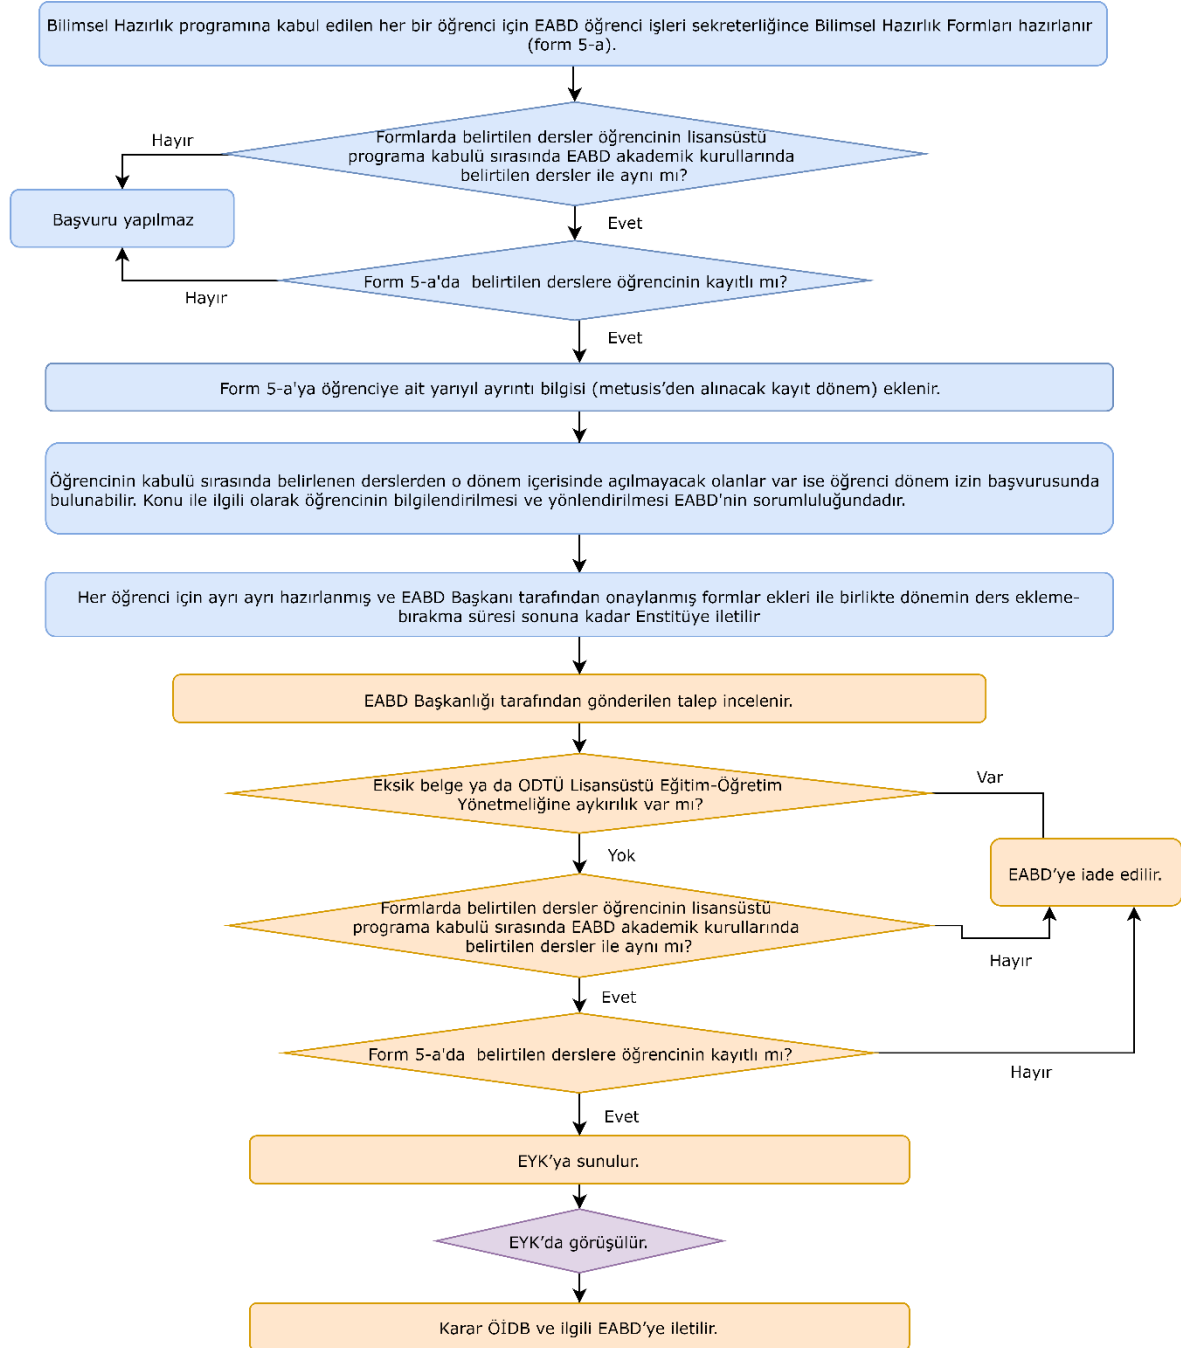 Bilimsel Hazırlık programına kabul edilen her bir öğrenci için EABD öğrenci işleri sekreterliğince Bilimsel Hazırlık Formları hazırlanır
(form 5-a).
Formlarda belirtilen dersler öğrencinin lisansüstü
programa kabulü sırasında EABD akademik kurullarında
belirtilen dersler ile aynı mı?
Hayır
Başvuru yapılmaz
Evet
Form 5-a'da  belirtilen derslere öğrencinin kayıtlı mı?
Hayır
Evet
Form 5-a'ya öğrenciye ait yarıyıl ayrıntı bilgisi (metusis’den alınacak kayıt dönem) eklenir.
Öğrencinin kabulü sırasında belirlenen derslerden o dönem içerisinde açılmayacak olanlar var ise öğrenci dönem izin başvurusunda
bulunabilir. Konu ile ilgili olarak öğrencinin bilgilendirilmesi ve yönlendirilmesi EABD'nin sorumluluğundadır.
Her öğrenci için ayrı ayrı hazırlanmış ve EABD Başkanı tarafından onaylanmış formlar ekleri ile birlikte dönemin ders ekleme-
bırakma süresi sonuna kadar Enstitüye iletilir
EABD Başkanlığı tarafından gönderilen talep incelenir.
Eksik belge ya da ODTÜ Lisansüstü Eğitim-Öğretim
Yönetmeliğine aykırılık var mı?
Var
EABD’ye iade edilir.
Yok
Formlarda belirtilen dersler öğrencinin lisansüstü
programa kabulü sırasında EABD akademik kurullarında
belirtilen dersler ile aynı mı?
Hayır
Evet
Form 5-a'da  belirtilen derslere öğrencinin kayıtlı mı?
Hayır
Evet
EYK’ya sunulur.
EYK’da görüşülür.
Karar ÖİDB ve ilgili EABD’ye iletilir.